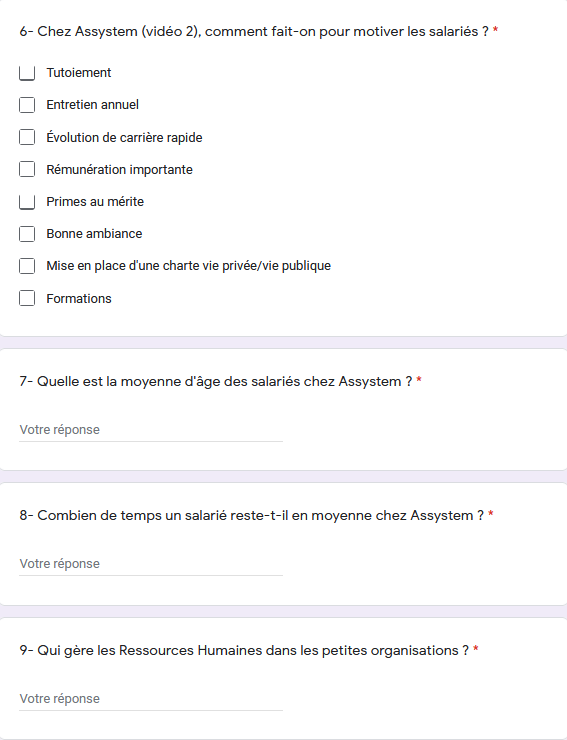 6- Chez Assystem (vidéo 2), comment fait-on pour motiver les salariés ? *
Tutoiement
Entretien annuel
Évolution de carrière rapide
Rémunération importante
Primes au mérite
Bonne ambiance
Mise en place d'une charte vie privée/vie publique
Formations
7- Quelle est la moyenne d'âge des salariés chez Assystem ? *
Votre réponse
8- Combien de temps un salarié reste-t-il en moyenne chez Assystem ? *
Votre réponse
9- Qui gère les Ressources Humaines dans les petites organisations ? *
Votre réponse